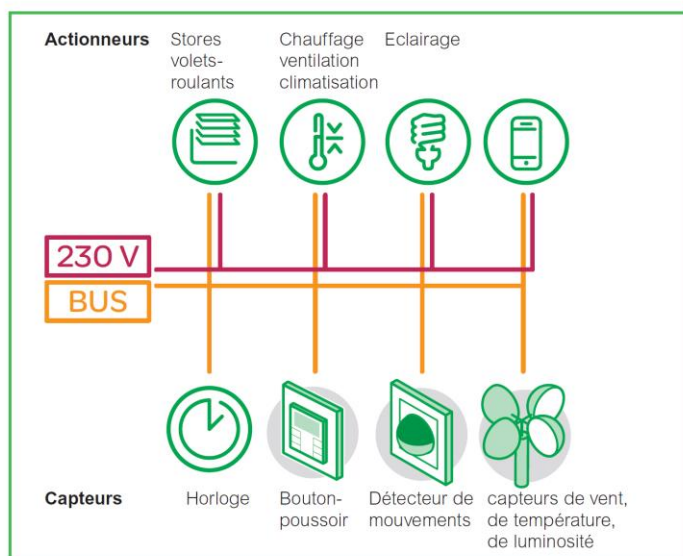 Actionneurs
Stores
volets-
roulants
Chauffage
ventilation
climatisation
Eclairage
230 V
BUS
Capteurs
Horloge
Bouton-
poussoir
Détecteur de
mouvements
capteurs de vent,
de température,
de luminosité